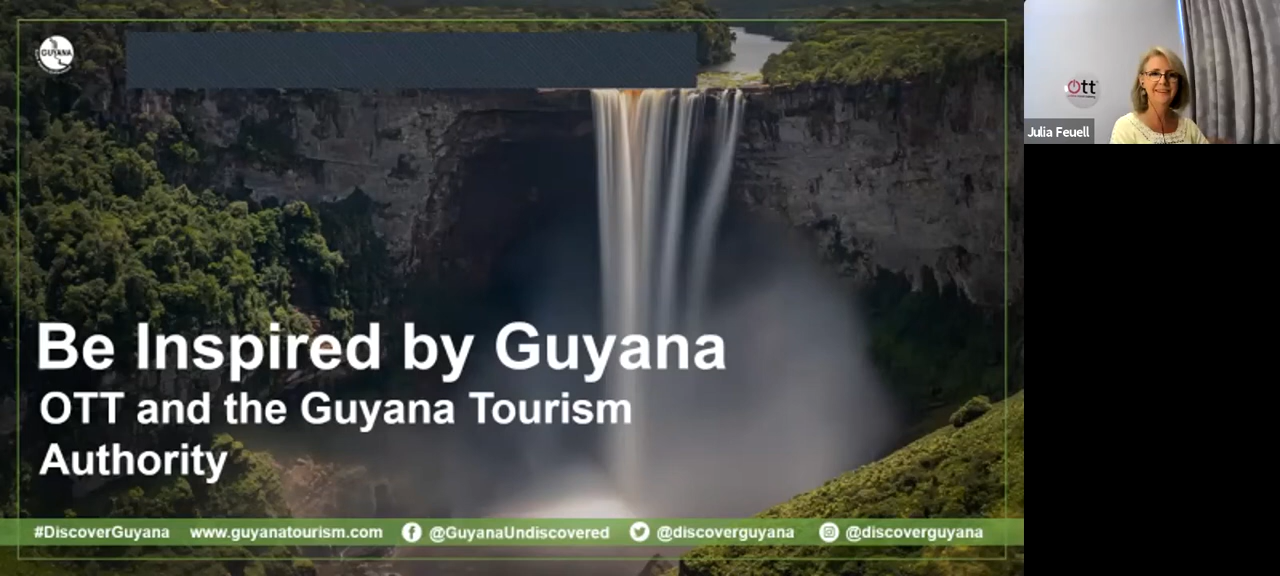 GUYANA
Be Inspired by Guyana
OTT and the Guyana Tourism
Authority
#DiscoverGuyana www.guyanatourism.com @GuyanaUndiscovered @discoverguyana @discoverguyana
Ott
Julia Feuell